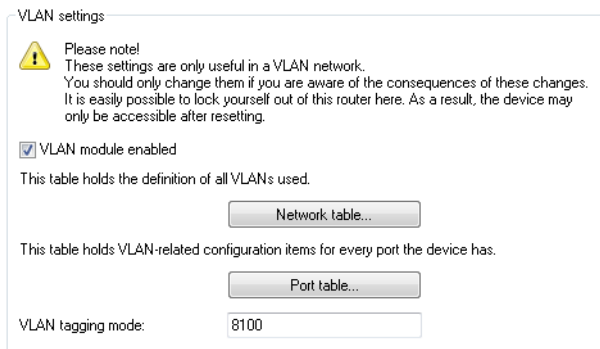 VLAN settings
Please note!
These settings are only useful in a VLAN network.
You should only change them if you are aware of the consequences of these changes.
It is easily possible to lock yourself out of this router here. As a result, the device may
only be accessible after resetting.
VLAN module enabled
This table holds the definition of all VLANs used.
Network table...
This table holds VLAN-related configuration items for every port the device has.
Port table...
VLAN tagging mode: 8100